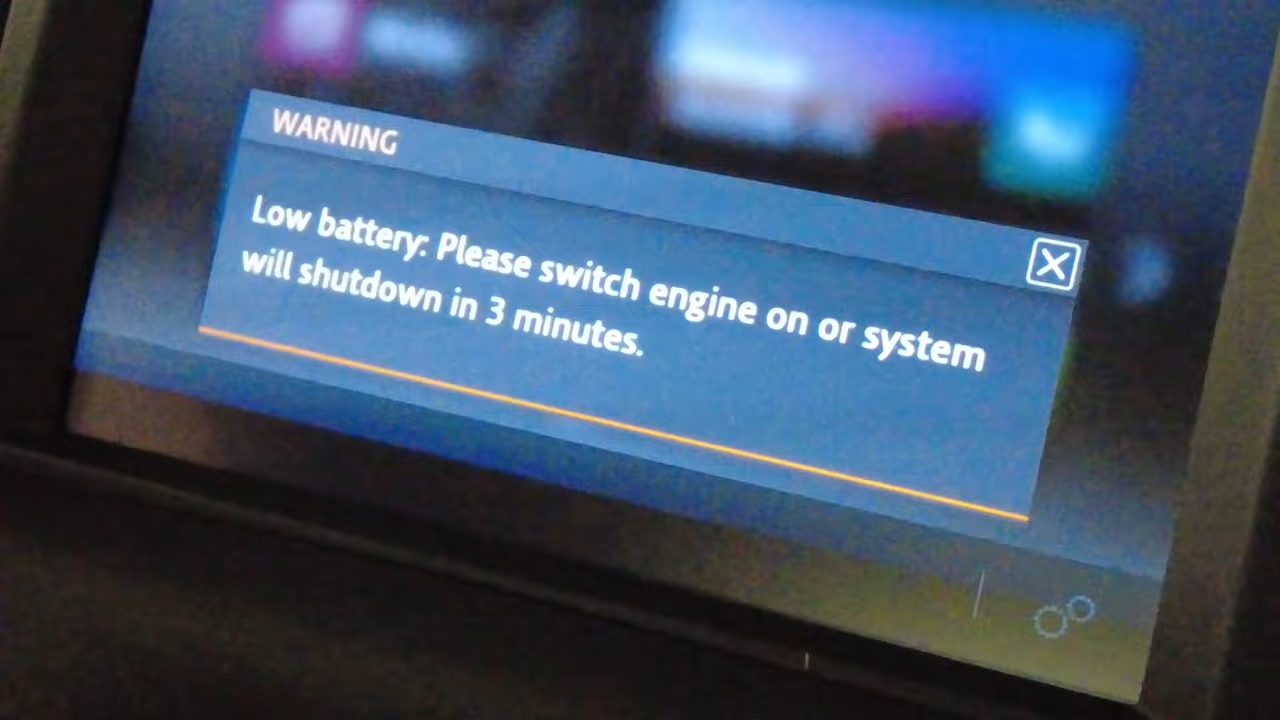 WARNING
Low battery: Please switch engine on or system
will shutdown in 3 minutes.